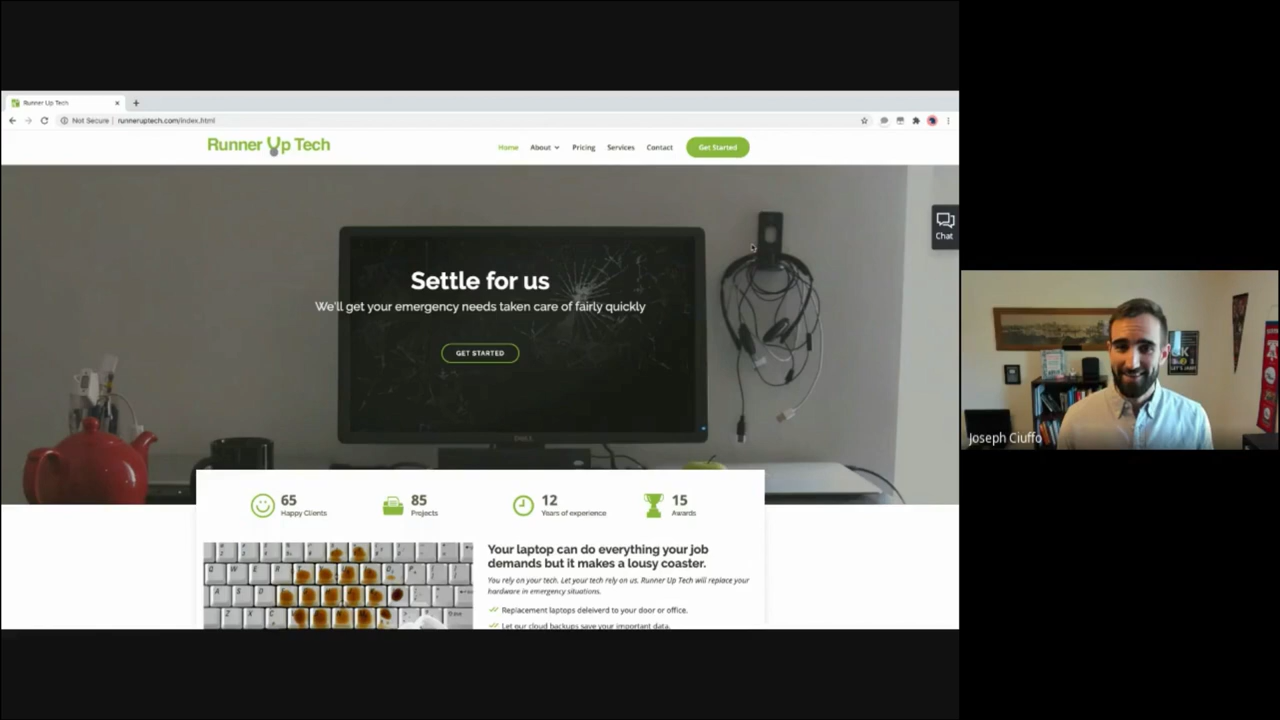 Runner Up Tech
Not Secure | runneruptech.com/index.html
Runner Up Tech
Home About Pricing Services Contact Get Started
Chat
Settle for us
We'll get your emergency needs taken care of fairly quickly
GET STARTED
DELL
65
Happy Clients
85
Projects
12
Years of experience
15
Awards
Your laptop can do everything your job
demands but it makes a lousy coaster.
You rely on your tech. Let your tech rely on us. Runner Up Tech will replace your
hardware in emergency situations.
Replacement laptops deleiverd to your door or office.
Let our cloud backups save your important data.
Joseph Ciuffo